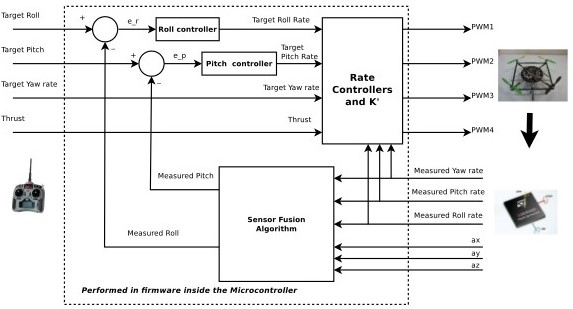 Target Roll
+
e_r
Roll controller
Target Roll Rate
PWM1
−
Target Pitch
+
e_p
Pitch controller
Target
Pitch Rate
PWM2
−
Rate
Controllers
and K'
Target Yaw rate
Target Yaw rate
PWM3
Thrust
Thrust
PWM4
Measured Pitch
Measured Yaw rate
Measured Pitch rate
Measured Roll rate
Sensor Fusion
Algorithm
Measured Roll
ax
ay
az
Performed in firmware inside the Microcontroller